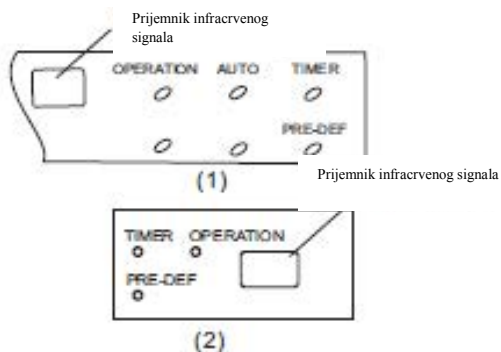 Prijemnik infracrvenog
signala
OPERATION AUTO TIMER
PRE-DEF
(1)
Prijemnik infracrvenog signala
TIMER OPERATION
PRE-DEF
(2)